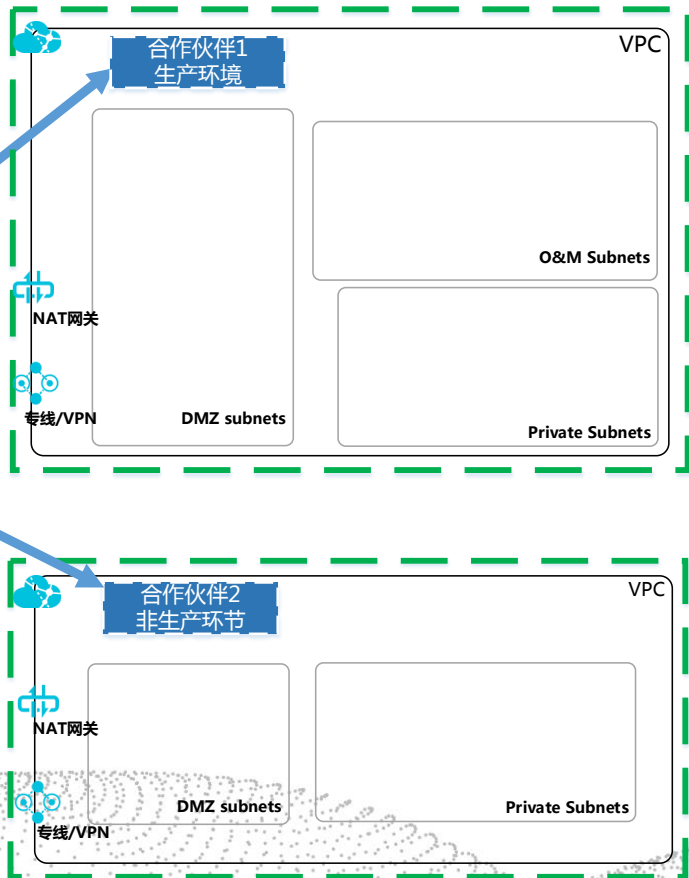 VPC
合作伙伴1
生产环境
O&M Subnets
NAT网关
专线/VPN
DMZ subnets
Private Subnets
VPC
合作伙伴2
非生产环节
NAT网关
DMZ subnets
Private Subnets
专线/VPN